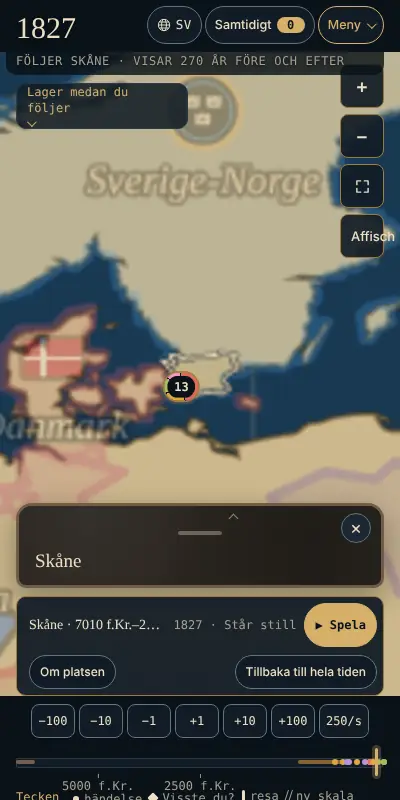 1827
SV
Samtidigt 0
Meny
FÖLJER SKÅNE · VISAR 270 ÅR FÖRE OCH EFTER
Lager medan du följer
+
−
Affisch
Sverige-Norge
13
Danmark
Skåne
×
Skåne · 7010 f.Kr.–2…
1827 · Står still
▶ Spela
Om platsen
Tillbaka till hela tiden
−100
−10
−1
+1
+10
+100
250/s
5000 f.Kr.
2500 f.Kr.
Tecken
händelse
Visste du?
resa // ny skala